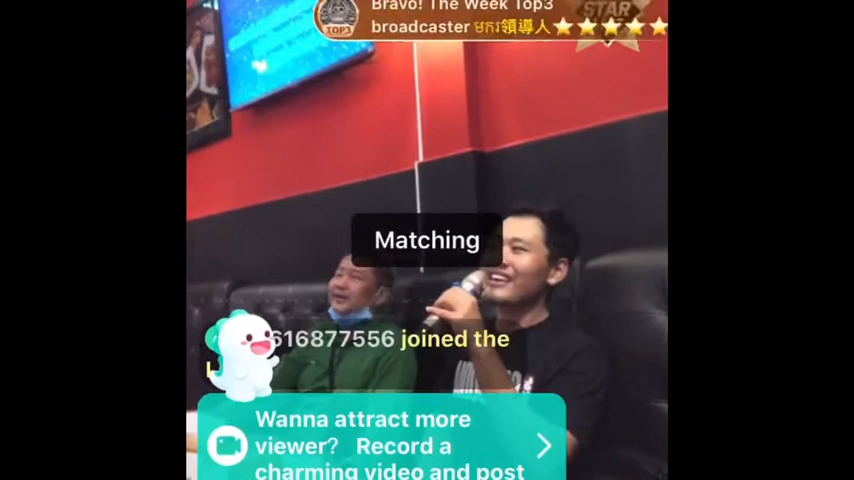 Bravo! The Week Top3
STAR
broadcaster មករ領導人⭐⭐⭐⭐⭐
TOP3
Matching
616877556 joined the
Wanna attract more
viewer? Record a
charming video and post